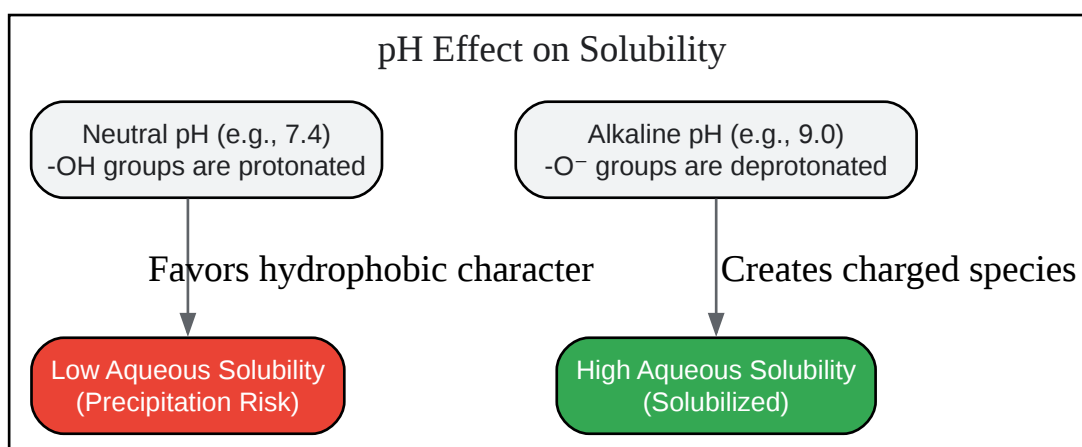 pH Effect on Solubility
Neutral pH (e.g., 7.4)
-OH groups are protonated
Alkaline pH (e.g., 9.0)
-O⁻ groups are deprotonated
Favors hydrophobic character
Creates charged species
Low Aqueous Solubility
(Precipitation Risk)
High Aqueous Solubility
(Solubilized)